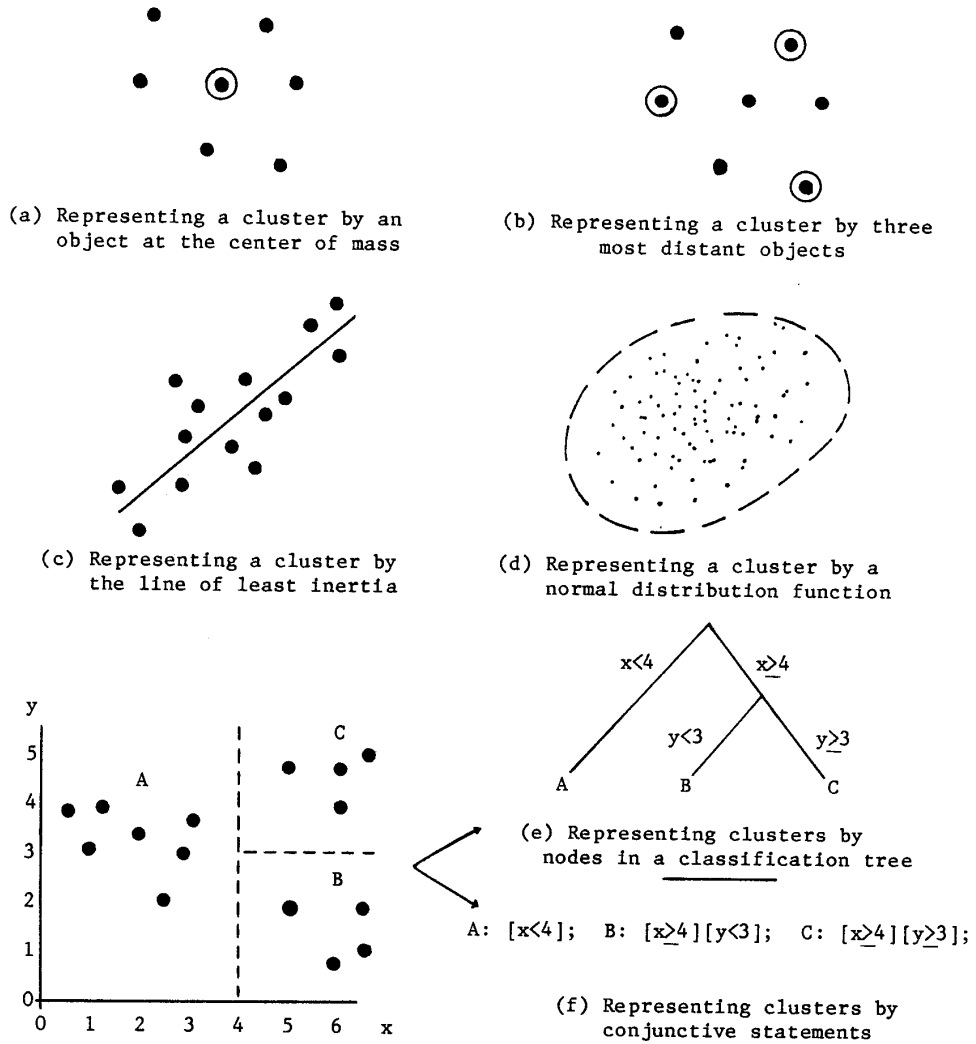 (a) Representing a cluster by an
object at the center of mass
(b) Representing a cluster by three
most distant objects
(c) Representing a cluster by
the line of least inertia
(d) Representing a cluster by a
normal distribution function
y
5
4
3
2
1
0
0 1 2 3 4 5 6 x
A
C
B
x<4
x≥4
y<3
y≥3
A
B
C
(e) Representing clusters by
nodes in a classification tree
A: [x<4]; B: [x≥4][y<3]; C: [x≥4][y≥3];
(f) Representing clusters by
conjunctive statements